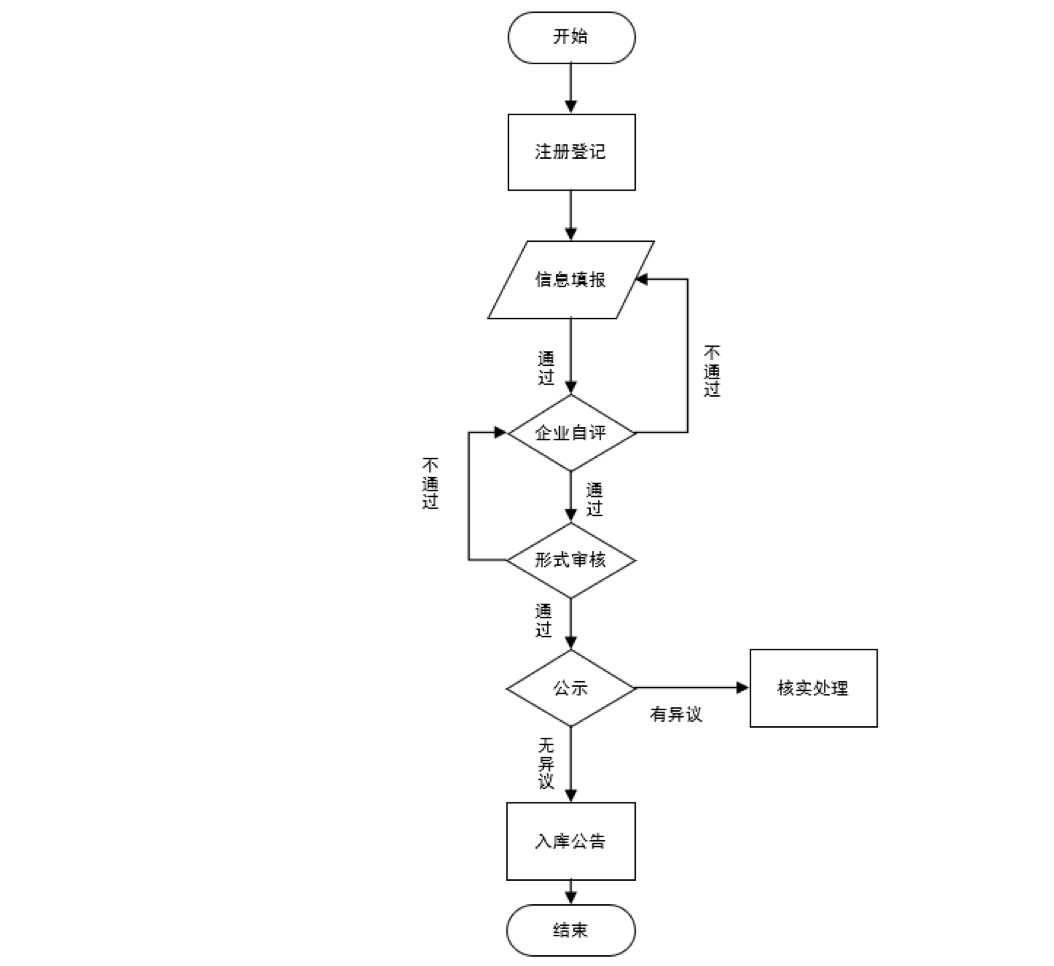 开始
注册登记
信息填报
通过
不通过
企业自评
不通过
通过
形式审核
通过
公示
有异议
核实处理
无异议
入库公告
结束